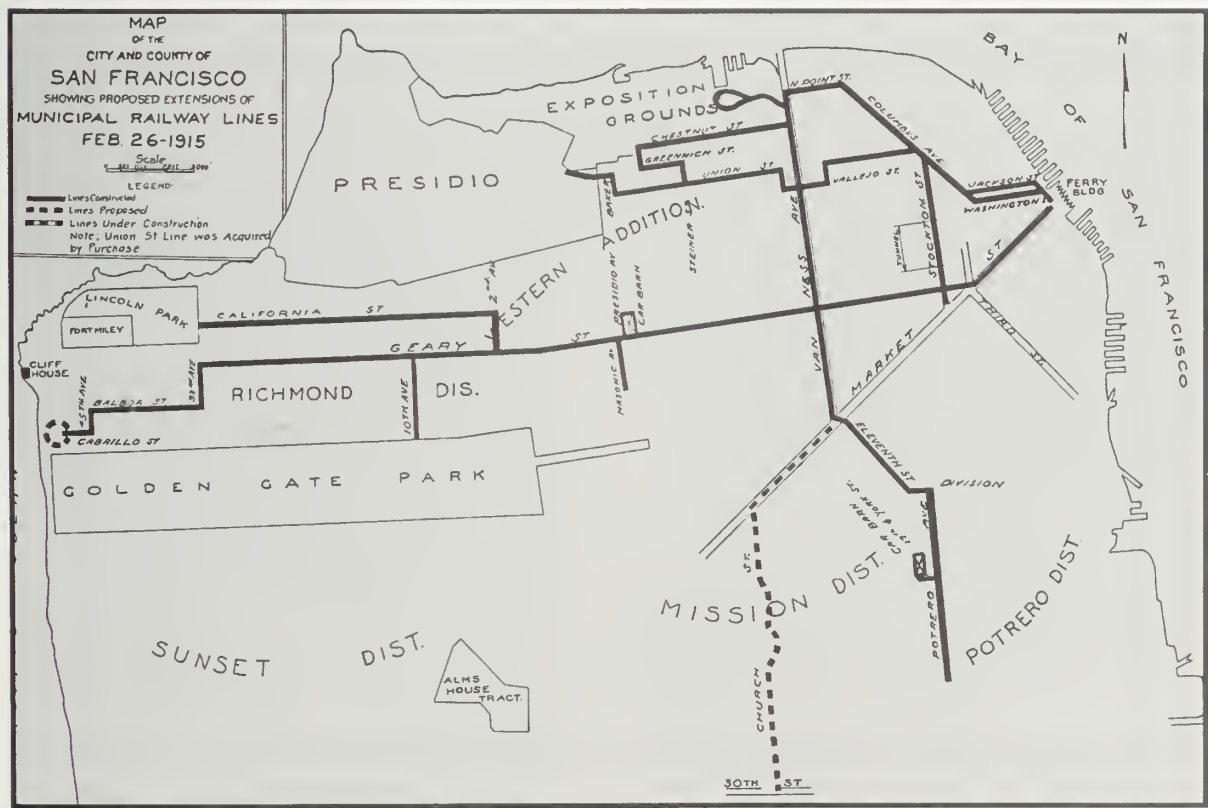 MAP
OF THE
CITY AND COUNTY OF
SAN FRANCISCO
SHOWING PROPOSED EXTENSIONS OF
MUNICIPAL RAILWAY LINES
FEB. 26-1915
Scale
LEGEND
Lines Constructed
Lines Proposed
Lines Under Construction
Note; Union St Line was Acquired
by Purchase
N
BAY OF SAN FRANCISCO
EXPOSITION
GROUNDS
N POINT ST.
COLUMBUS AVE
CHESTNUT ST
GREENWICH ST.
UNION ST
VALLEJO ST.
JACKSON ST
WASHINGTON
FERRY
BLDG
PRESIDIO
BAKER
STEINER
WESTERN ADDITION.
VAN NESS AVE
TUNNEL
STOCKTON ST
MARKET ST
THIRD ST.
2ND AV
PRESIDIO AV
CAR BARN
MASONIC AV
LINCOLN PARK
FORT MILEY
CALIFORNIA ST
GEARY ST
CLIFF
HOUSE
45TH AVE
BALBOA ST
33RD AVE
RICHMOND DIS.
10TH AVE
CABRILLO ST
GOLDEN GATE PARK
ELEVENTH ST
DIVISION
CAR BARN
17TH & YORK ST.
POTRERO AVE
MISSION DIST.
POTRERO DIST.
SUNSET DIST.
ALMS
HOUSE
TRACT.
CHURCH ST.
30TH ST